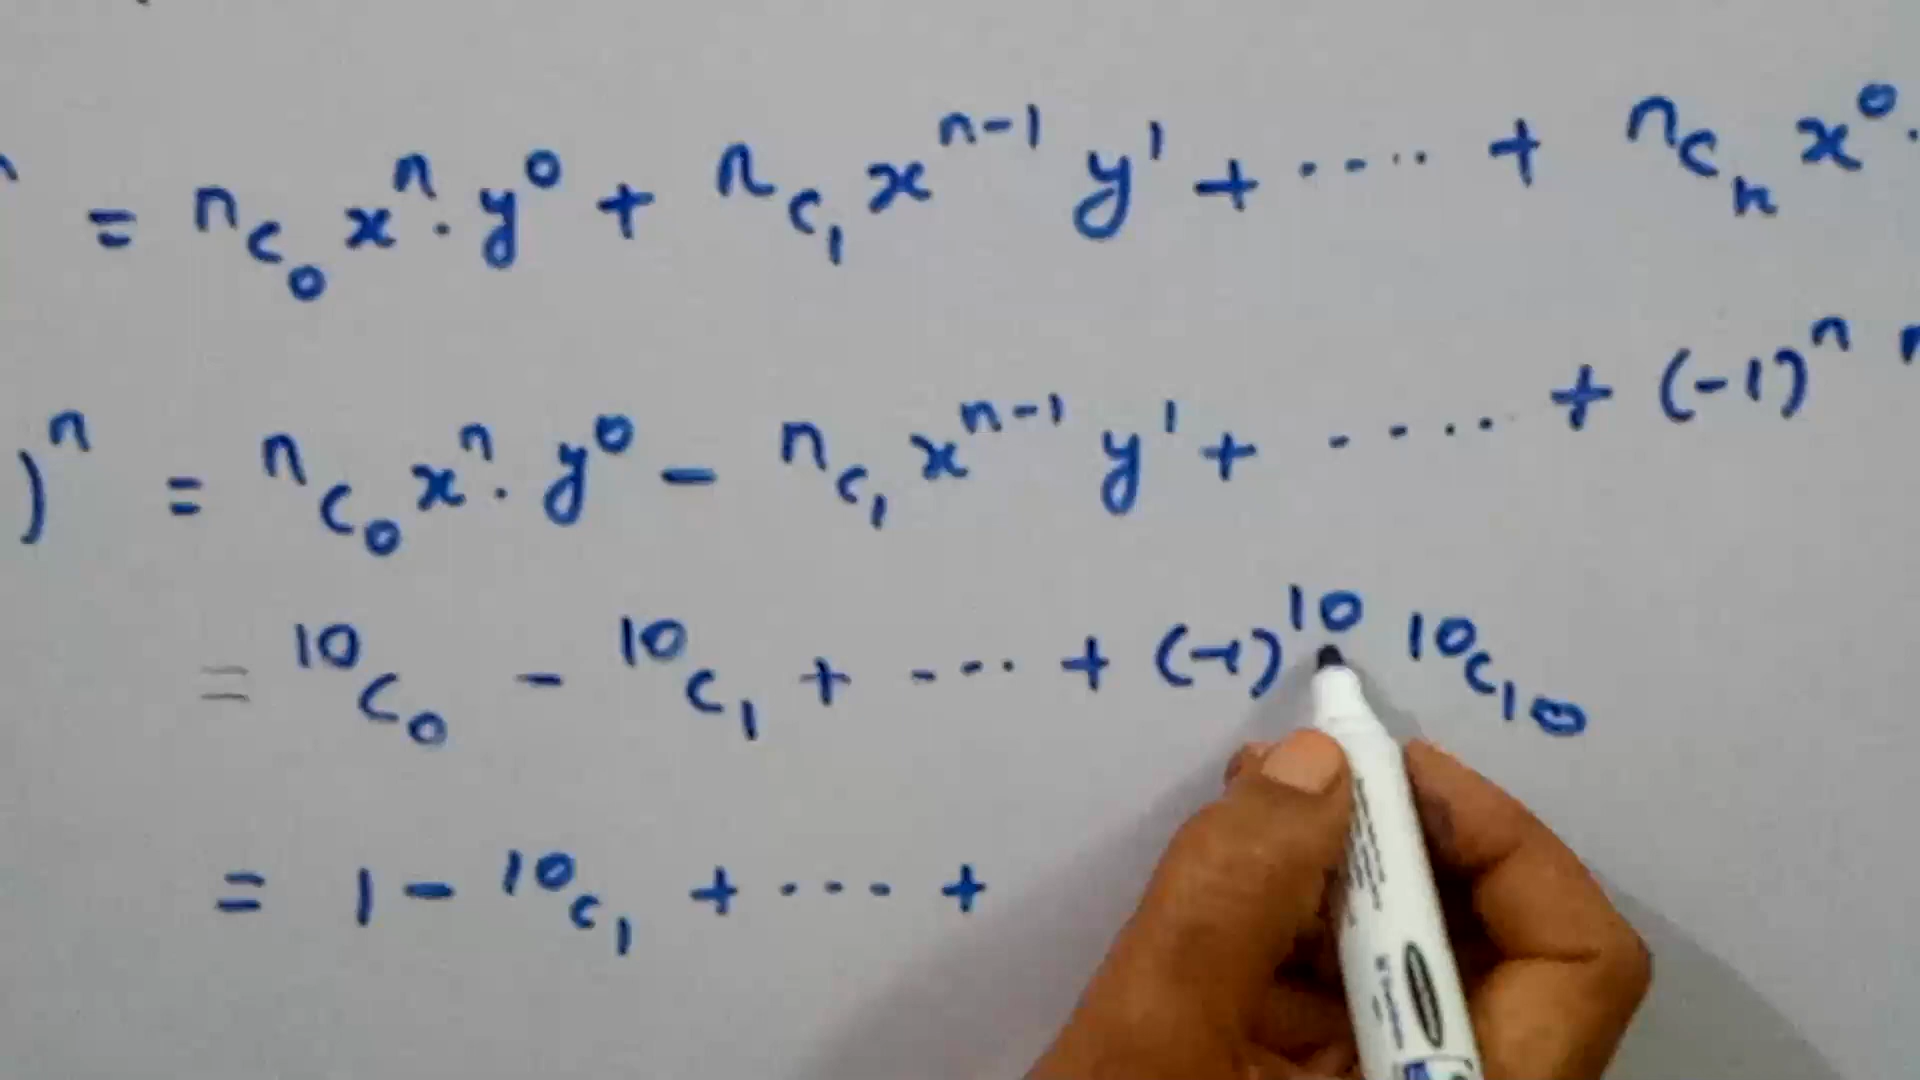 n = ⁿC₀ xⁿ · y⁰ + ⁿC₁ xⁿ⁻¹ y¹ + ····· + ⁿCₙ x⁰ ·
)ⁿ = ⁿC₀ xⁿ · y⁰ - ⁿC₁ xⁿ⁻¹ y¹ + ····· + (-1)ⁿ
= ¹⁰C₀ - ¹⁰C₁ + ···· + (-1)¹⁰ ¹⁰C₁₀
= 1 - ¹⁰C₁ + ···· +